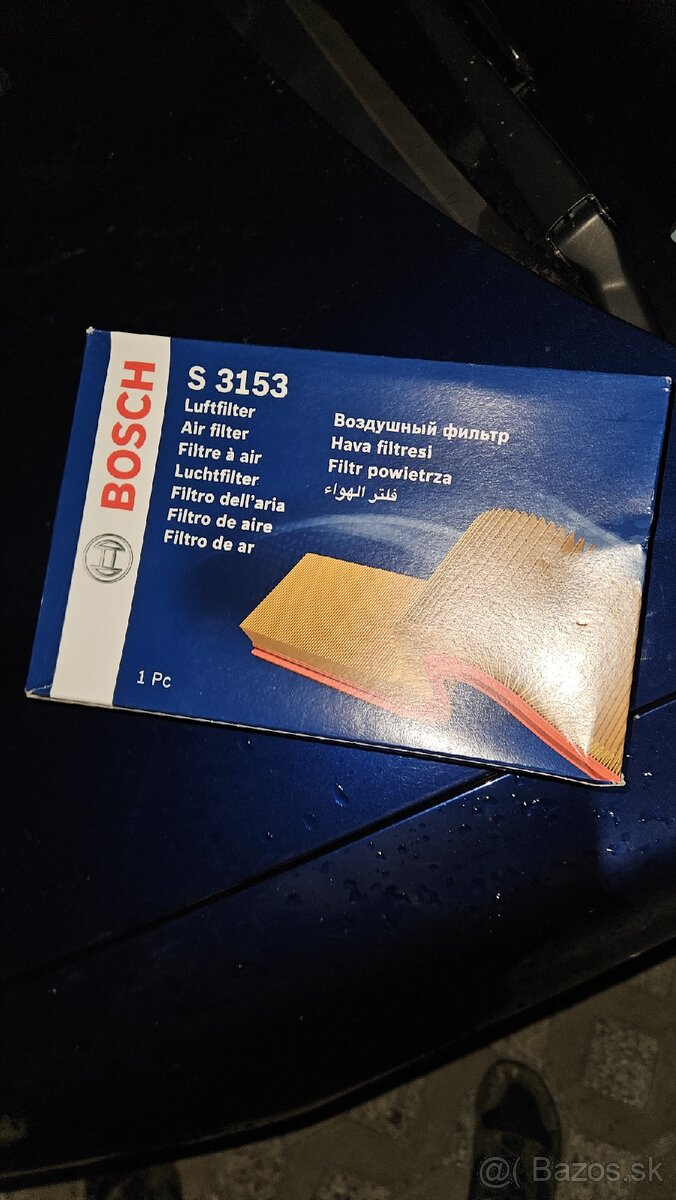 BOSCH
S 3153
Luftfilter
Air filter
Filtre à air
Luchtfilter
Filtro dell'aria
Filtro de aire
Filtro de ar
Воздушный фильтр
Hava filtresi
Filtr powietrza
فلتر الهواء
1 Pc
@( Bazos.sk